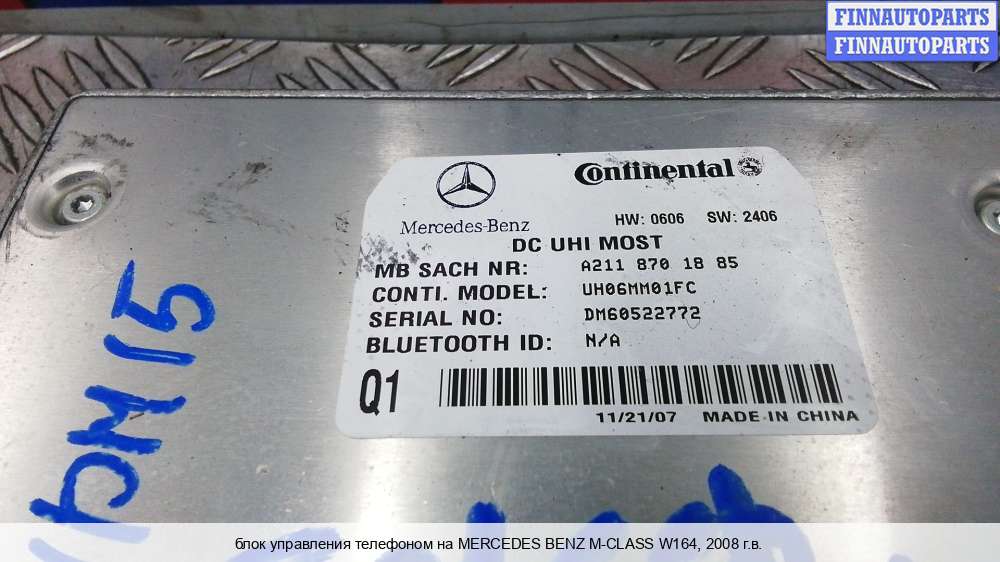 FINNAUTOPARTS
FINNAUTOPARTS
Continental
Mercedes-Benz
HW: 0606 SW: 2406
DC UHI MOST
MB SACH NR: A211 870 18 85
CONTI. MODEL: UH06MM01FC
SERIAL NO: DM60522772
BLUETOOTH ID: N/A
Q1
11/21/07 MADE IN CHINA
блок управления телефоном на MERCEDES BENZ M-CLASS W164, 2008 г.в.